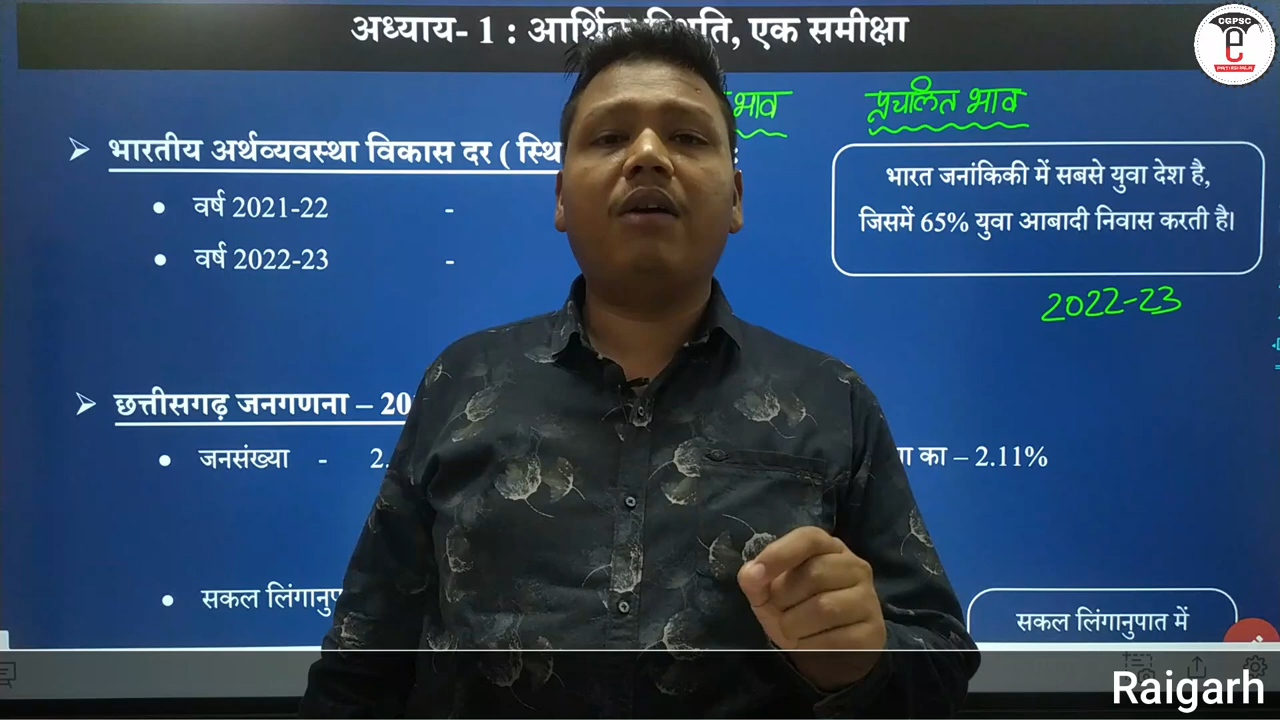 अध्याय- 1 : आर्थिक स्थिति, एक समीक्षा
CGPSC
PATHSHALA
भाव
प्रचलित भाव
भारतीय अर्थव्यवस्था विकास दर ( स्थि
वर्ष 2021-22 -
वर्ष 2022-23 -
भारत जनांकिकी में सबसे युवा देश है,
जिसमें 65% युवा आबादी निवास करती है।
2022-23
छत्तीसगढ़ जनगणना – 20
जनसंख्या - 2.
का – 2.11%
सकल
सकल लिंगानुपात में
Raigarh